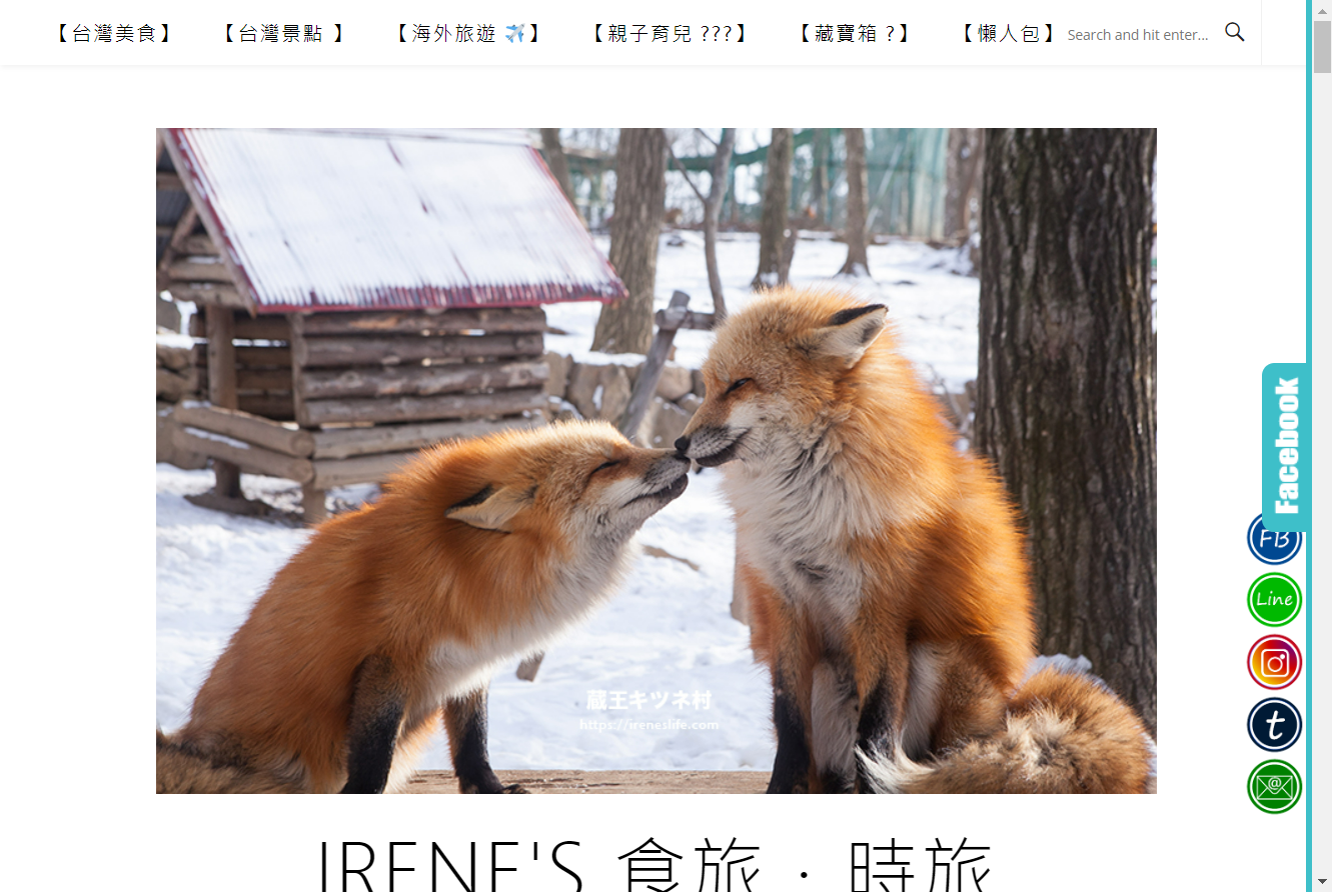 【台灣美食】 【台灣景點 】 【海外旅遊 ✈️】 【親子育兒 ???】 【藏寶箱 ?】 【懶人包】 Search and hit enter...
Facebook
FB
Line
t
@
蔵王キツネ村
https://ireneslife.com
IRENE'S 食旅．時旅